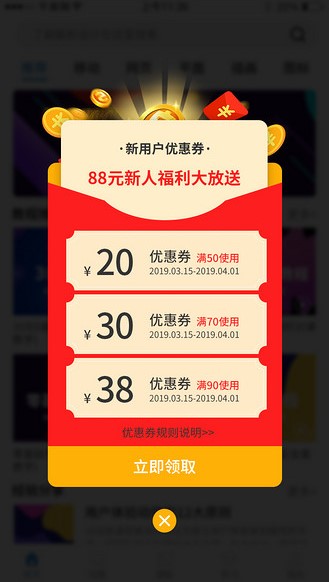 ·新用户优惠券·
88元新人福利大放送
¥20 优惠券 满50使用
2019.03.15-2019.04.01
¥30 优惠券 满70使用
2019.03.15-2019.04.01
¥38 优惠券 满90使用
2019.03.15-2019.04.01
优惠券规则说明>>
立即领取